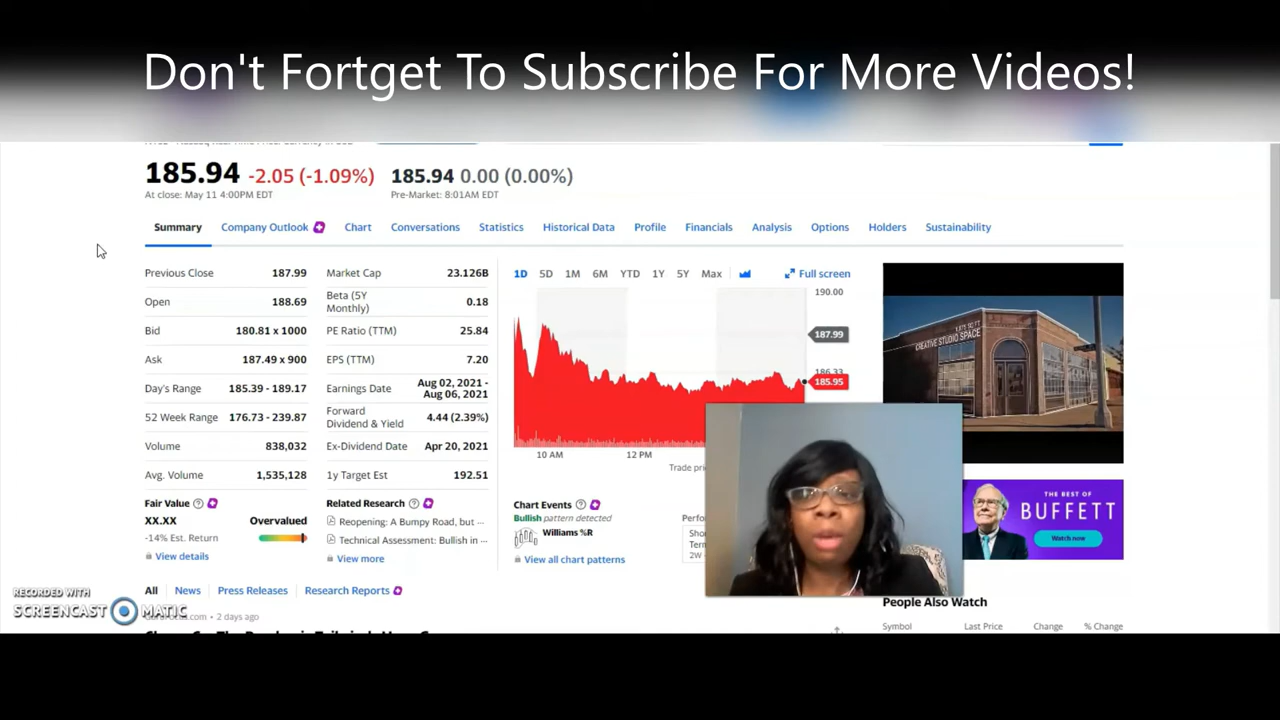 Don't Fortget To Subscribe For More Videos!
185.94 -2.05 (-1.09%) 185.94 0.00 (0.00%)
At close: May 11 4:00PM EDT Pre-Market: 8:01AM EDT
Summary Company Outlook Chart Conversations Statistics Historical Data Profile Financials Analysis Options Holders Sustainability
Previous Close 187.99
Open 188.69
Bid 180.81 x 1000
Ask 187.49 x 900
Day's Range 185.39 - 189.17
52 Week Range 176.73 - 239.87
Volume 838,032
Avg. Volume 1,535,128
Market Cap 23.126B
Beta (5Y
Monthly) 0.18
PE Ratio (TTM) 25.84
EPS (TTM) 7.20
Earnings Date Aug 02, 2021 -
Aug 06, 2021
Forward
Dividend & Yield 4.44 (2.39%)
Ex-Dividend Date Apr 20, 2021
1y Target Est 192.51
1D 5D 1M 6M YTD 1Y 5Y Max Full screen
190.00
187.99
186.33
185.95
10 AM 12 PM
Trade pri
Fair Value
XX.XX Overvalued
-14% Est. Return
View details
Related Research
Reopening: A Bumpy Road, but ...
Technical Assessment: Bullish in ...
View more
Chart Events
Bullish pattern detected
Williams %R
View all chart patterns
Perfo
Shor
Term
2W
CREATIVE STUDIO SPACE
THE BEST OF
BUFFETT
Watch now
All News Press Releases Research Reports
.com • 2 days ago
People Also Watch
Symbol Last Price Change % Change
RECORDED WITH
SCREENCAST MATIC